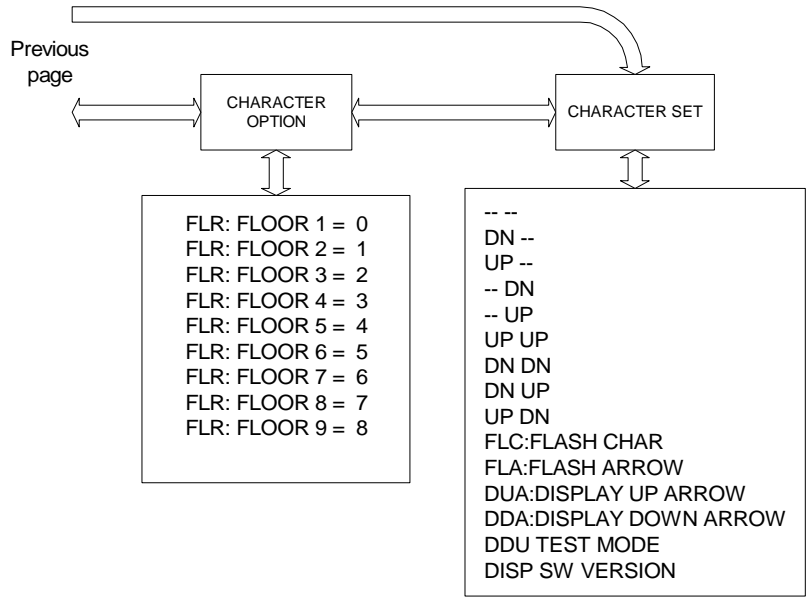 Previous
page
CHARACTER
OPTION
CHARACTER SET
FLR: FLOOR 1 = 0
FLR: FLOOR 2 = 1
FLR: FLOOR 3 = 2
FLR: FLOOR 4 = 3
FLR: FLOOR 5 = 4
FLR: FLOOR 6 = 5
FLR: FLOOR 7 = 6
FLR: FLOOR 8 = 7
FLR: FLOOR 9 = 8
-- --
DN --
UP --
-- DN
-- UP
UP UP
DN DN
DN UP
UP DN
FLC:FLASH CHAR
FLA:FLASH ARROW
DUA:DISPLAY UP ARROW
DDA:DISPLAY DOWN ARROW
DDU TEST MODE
DISP SW VERSION